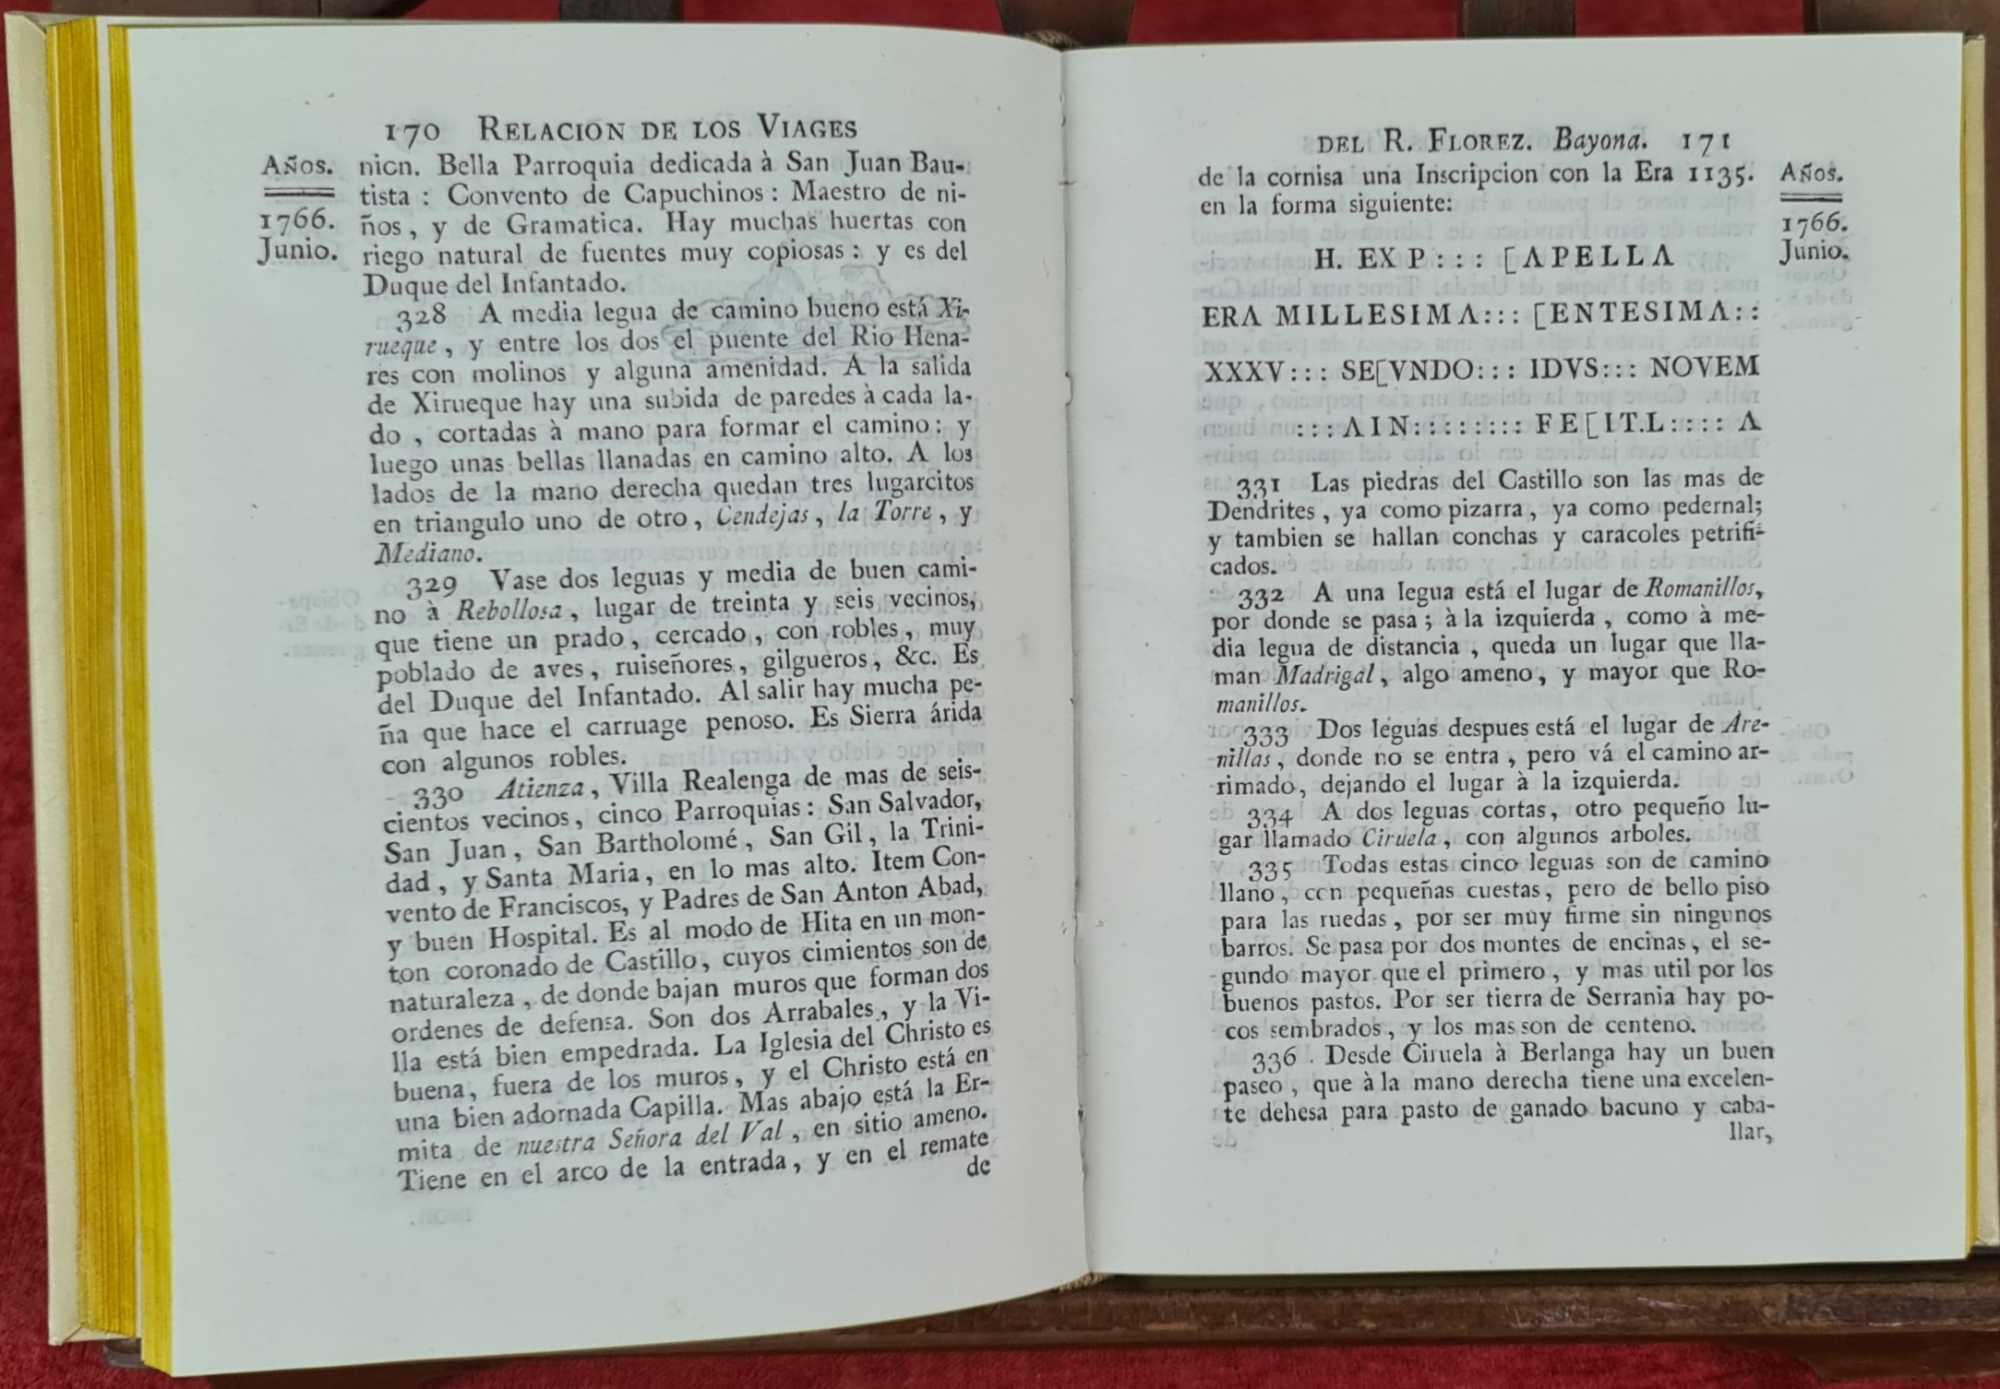 170 RELACION DE LOS VIAGES
Años.
1766.
Junio.
nicn. Bella Parroquia dedicada à San Juan Bau-
tista : Convento de Capuchinos : Maestro de ni-
ños, y de Gramatica. Hay muchas huertas con
riego natural de fuentes muy copiosas : y es del
Duque del Infantado.
328 A media legua de camino bueno está Xi-
rueque, y entre los dos el puente del Rio Hena-
res con molinos y alguna amenidad. A la salida
de Xirueque hay una subida de paredes à cada la-
do, cortadas à mano para formar el camino: y
luego unas bellas llanadas en camino alto. A los
lados de la mano derecha quedan tres lugarcitos
en triangulo uno de otro, Cendejas, la Torre, y
Mediano.
329 Vase dos leguas y media de buen cami-
no à Rebollosa, lugar de treinta y seis vecinos,
que tiene un prado, cercado, con robles, muy
poblado de aves, ruiseñores, gilgueros, &c. Es
del Duque del Infantado. Al salir hay mucha pe-
ña que hace el carruage penoso. Es Sierra árida
con algunos robles.
330 Atienza, Villa Realenga de mas de seis-
cientos vecinos, cinco Parroquias: San Salvador,
San Juan, San Bartholomé, San Gil, la Trini-
dad, y Santa Maria, en lo mas alto. Item Con-
vento de Franciscos, y Padres de San Anton Abad,
y buen Hospital. Es al modo de Hita en un mon-
ton coronado de Castillo, cuyos cimientos son de
naturaleza, de donde bajan muros que forman dos
ordenes de defensa. Son dos Arrabales, y la Vi-
lla está bien empedrada. La Iglesia del Christo es
buena, fuera de los muros, y el Christo está en
una bien adornada Capilla. Mas abajo está la Er-
mita de nuestra Señora del Val, en sitio ameno.
Tiene en el arco de la entrada, y en el remate
de
DEL R. FLOREZ. Bayona. 171
Años.
1766.
Junio.
de la cornisa una Inscripcion con la Era 1135.
en la forma siguiente:
H. EX P : : : [ΛPELLA
ERΛ MILLESIMΛ: : : [ENTESIMΛ: :
XXXV: : : SE[VNDO: : : IDVS: : : NOVEM
: : : ΛIN: : : : : : : : : FE[IT.L: : : : Λ
331 Las piedras del Castillo son las mas de
Dendrites, ya como pizarra, ya como pedernal;
y tambien se hallan conchas y caracoles petrifi-
cados.
332 A una legua está el lugar de Romanillos,
por donde se pasa; à la izquierda, como à me-
dia legua de distancia, queda un lugar que lla-
man Madrigal, algo ameno, y mayor que Ro-
manillos.
333 Dos leguas despues está el lugar de Are-
nillas, donde no se entra, pero vá el camino ar-
rimado, dejando el lugar à la izquierda.
334 A dos leguas cortas, otro pequeño lu-
gar llamado Ciruela, con algunos arboles.
335 Todas estas cinco leguas son de camino
llano, con pequeñas cuestas, pero de bello piso
para las ruedas, por ser muy firme sin ningunos
barros. Se pasa por dos montes de encinas, el se-
gundo mayor que el primero, y mas util por los
buenos pastos. Por ser tierra de Serrania hay po-
cos sembrados, y los mas son de centeno.
336 Desde Ciruela à Berlanga hay un buen
paseo, que à la mano derecha tiene una excelen-
te dehesa para pasto de ganado bacuno y caba-
llar,